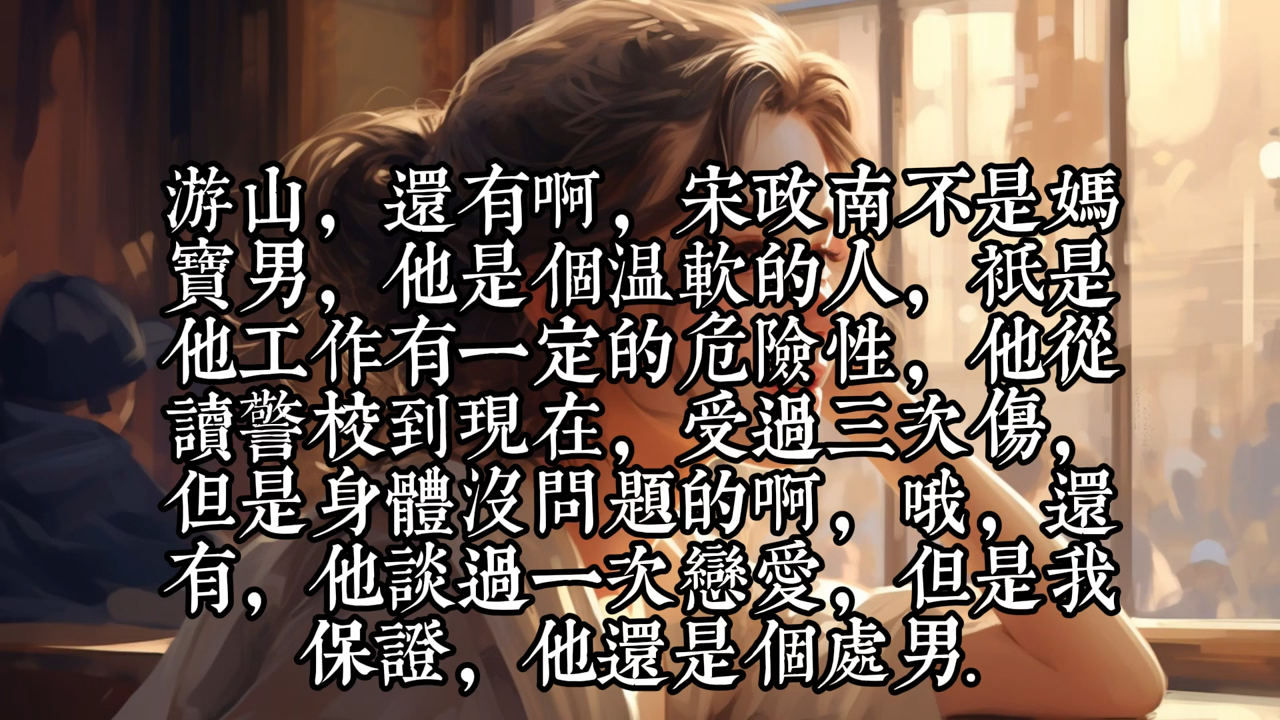 游山，還有啊，宋政南不是媽
寶男，他是個温軟的人，祇是
他工作有一定的危險性，他從
讀警校到現在，受過三次傷，
但是身體沒問題的啊，哦，還
有，他談過一次戀愛，但是我
保證，他還是個處男.